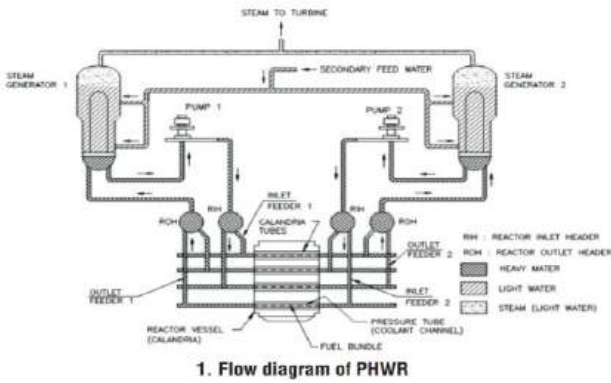 STEAM TO TURBINE
STEAM
GENERATOR 1
SECONDARY FEED WATER
STEAM
GENERATOR 2
PUMP 1
PUMP 2
INLET
FEEDER 1
ROH
RIH
CALANDRIA
TUBES
RIH
ROH
OUTLET
FEEDER 2
OUTLET
FEEDER 1
INLET
FEEDER 2
REACTOR VESSEL
(CALANDRIA)
PRESSURE TUBE
(COOLANT CHANNEL)
FUEL BUNDLE
RIH : REACTOR INLET HEADER
ROH : REACTOR OUTLET HEADER
HEAVY MATER
LIGHT WATER
STEAM (LIGHT WATER)
1. Flow diagram of PHWR